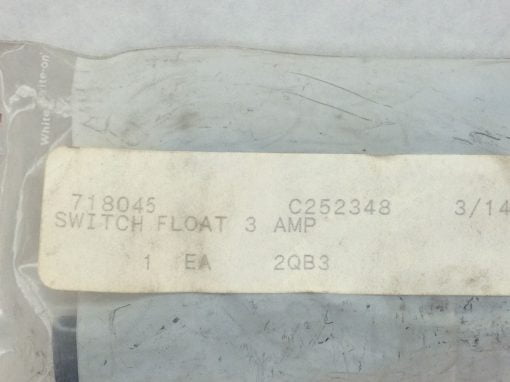 718045 C252348 3/14
SWITCH FLOAT 3 AMP
1 EA 2QB3